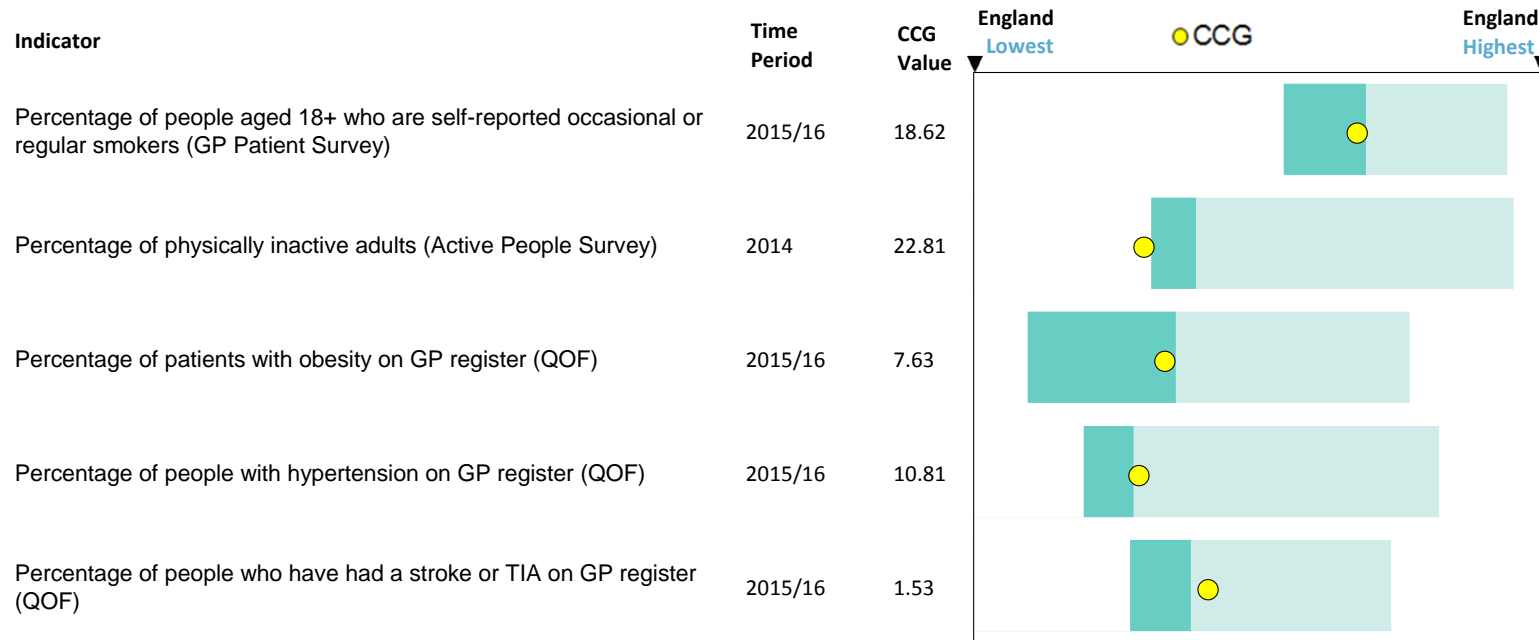 Indicator
Time
Period
CCG
Value
England
Lowest
CCG
England
Highest
Percentage of people aged 18+ who are self-reported occasional or
regular smokers (GP Patient Survey)
2015/16
18.62
Percentage of physically inactive adults (Active People Survey)
2014
22.81
Percentage of patients with obesity on GP register (QOF)
2015/16
7.63
Percentage of people with hypertension on GP register (QOF)
2015/16
10.81
Percentage of people who have had a stroke or TIA on GP register
(QOF)
2015/16
1.53